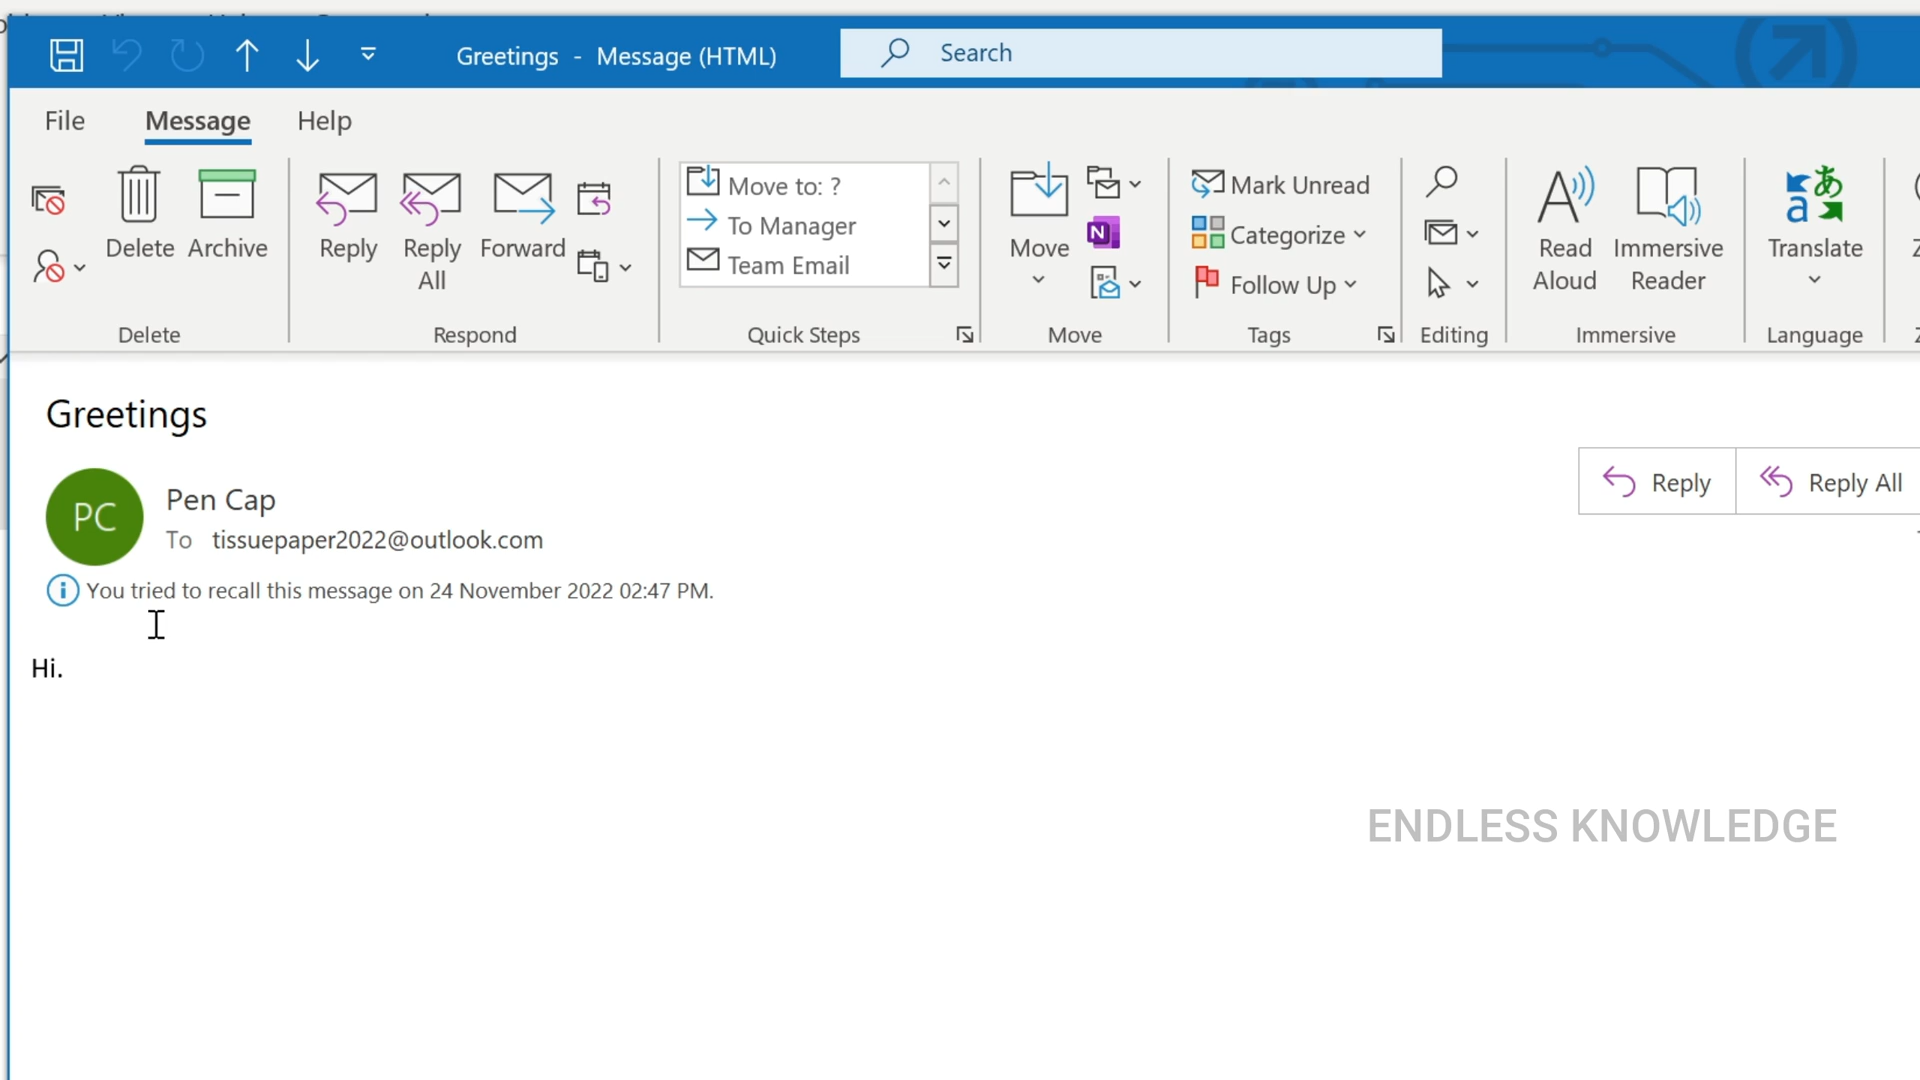 Greetings - Message (HTML)
Search
File Message Help
Delete
Archive
Reply
Reply All
Forward
Move to: ?
To Manager
Team Email
Move
N
Mark Unread
Categorize
Follow Up
Read Aloud
Immersive Reader
Translate
Delete
Respond
Quick Steps
Move
Tags
Editing
Immersive
Language
Greetings
PC
Pen Cap
To tissuepaper2022@outlook.com
Reply
Reply All
You tried to recall this message on 24 November 2022 02:47 PM.
Hi.
ENDLESS KNOWLEDGE